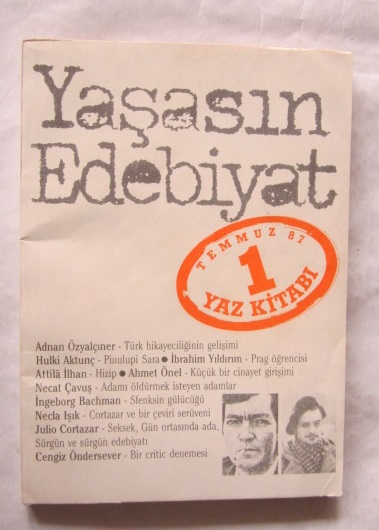 Yaşasın
Edebiyat
TEMMUZ 87
1
YAZ KİTABI
Adnan Özyalçıner - Türk hikayeciliğinin gelişimi
Hulki Aktunç - Pinulupi Sara ● İbrahim Yıldırım - Prag öğrencisi
Attilâ İlhan - Hizip ● Ahmet Önel - Küçük bir cinayet girişimi
Necat Çavuş - Adamı öldürmek isteyen adamlar
İngeborg Bachman - Sfenksin gülücüğü
Necla Işık - Cortazar ve bir çeviri serüveni
Julio Cortazar - Seksek, Gün ortasında ada,
Sürgün ve sürgün edebiyatı
Cengiz Öndersever - Bir critic denemesi